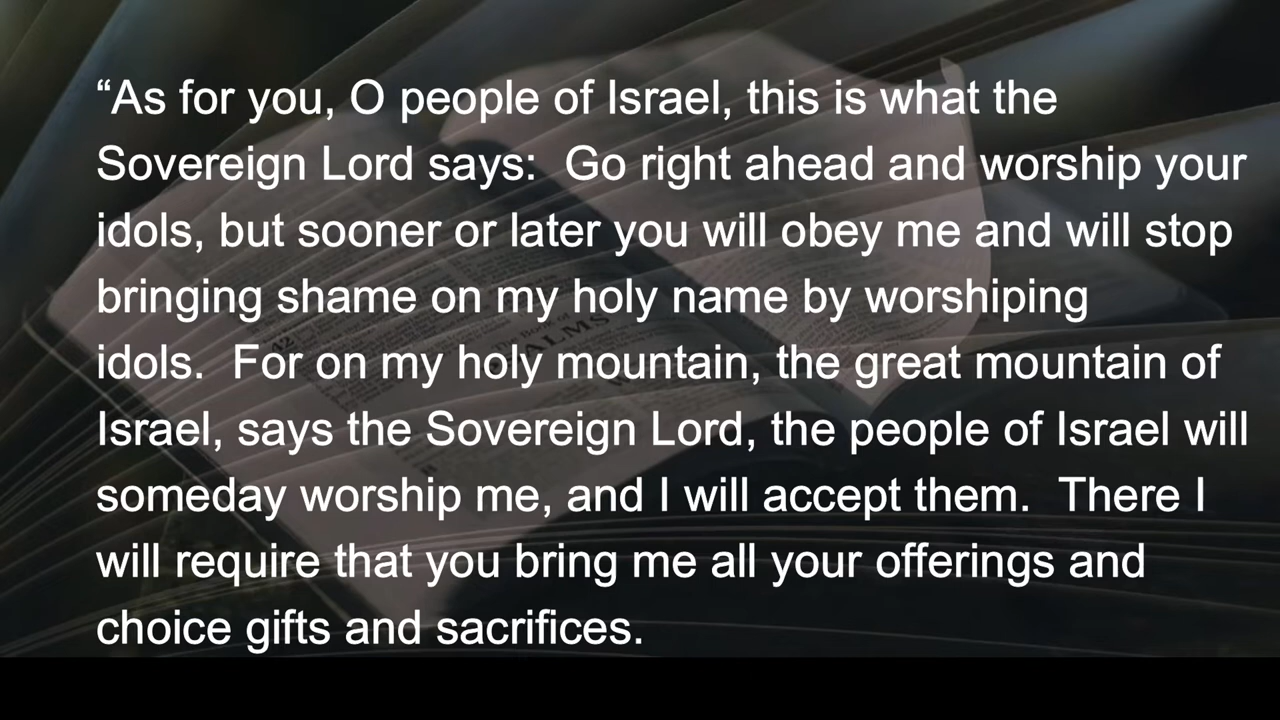 “As for you, O people of Israel, this is what the
Sovereign Lord says:  Go right ahead and worship your
idols, but sooner or later you will obey me and will stop
bringing shame on my holy name by worshiping
idols.  For on my holy mountain, the great mountain of
Israel, says the Sovereign Lord, the people of Israel will
someday worship me, and I will accept them.  There I
will require that you bring me all your offerings and
choice gifts and sacrifices.